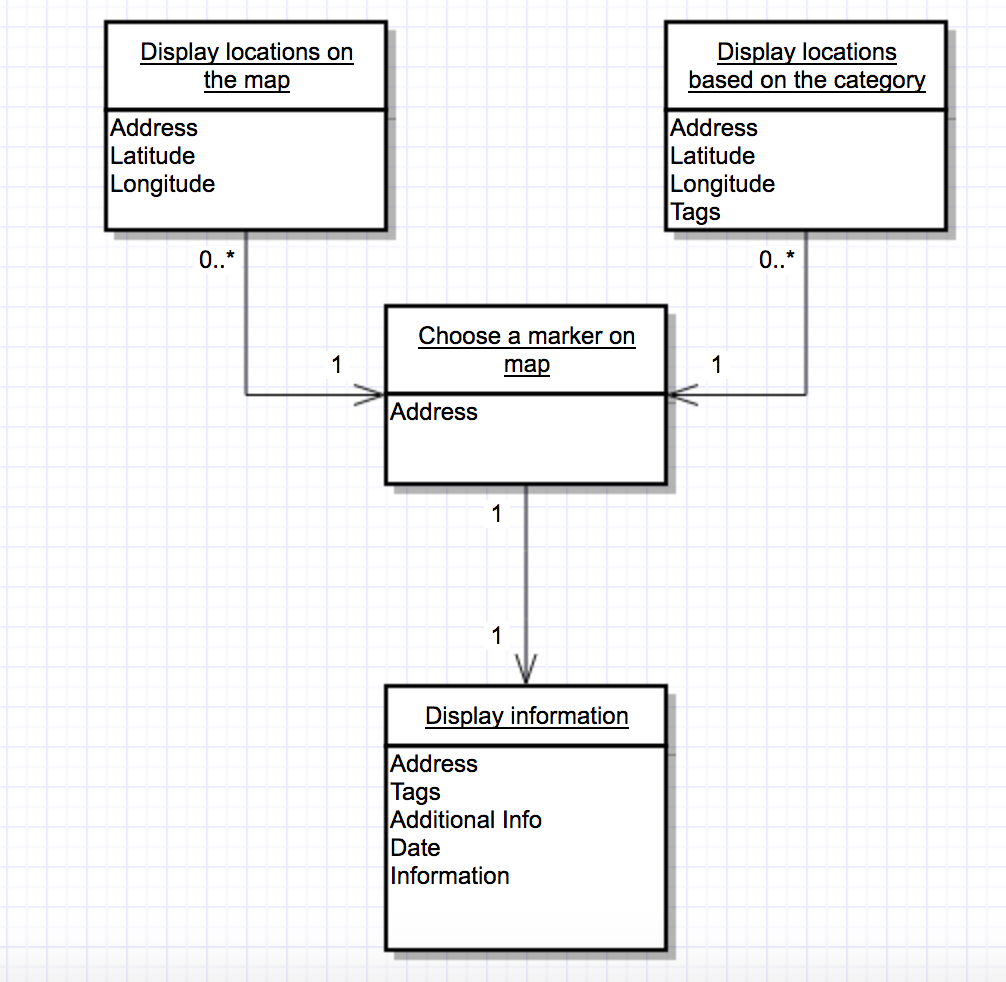 Display locations on
the map
Address
Latitude
Longitude
0..*
Display locations
based on the category
Address
Latitude
Longitude
Tags
0..*
1
Choose a marker on
map
Address
1
1
1
Display information
Address
Tags
Additional Info
Date
Information